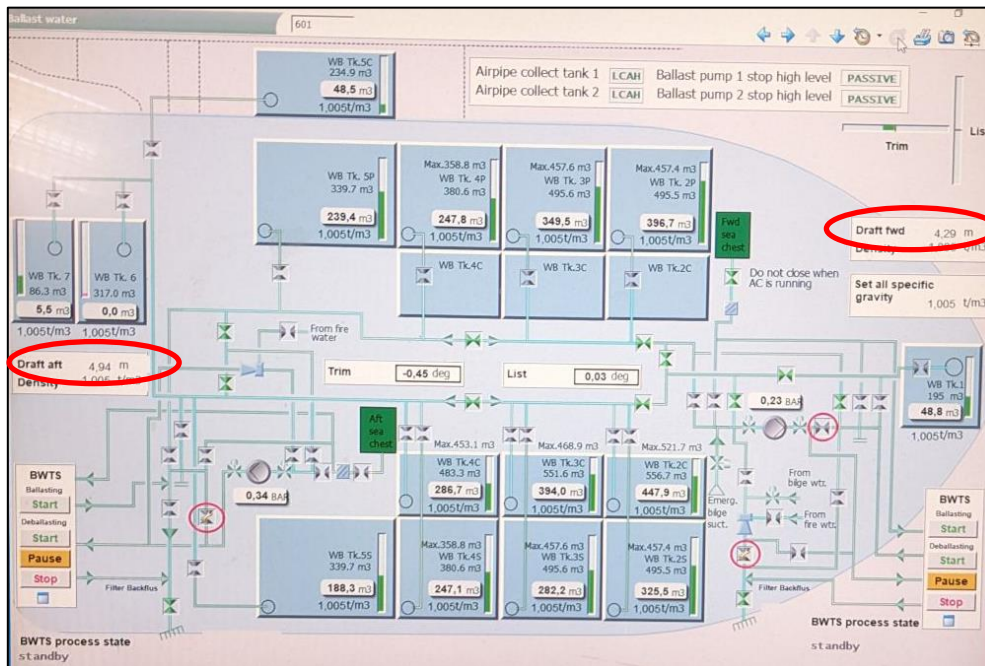 Ballast water
601
Airpipe collect tank 1 LCAH Ballast pump 1 stop high level PASSIVE
Airpipe collect tank 2 LCAH Ballast pump 2 stop high level PASSIVE
List
Trim
WB Tk.5C
234.9 m3
48,5 m3
1,005t/m3
WB Tk. 5P
339.7 m3
239,4 m3
1,005t/m3
Max.358.8 m3
WB Tk. 4P
380.6 m3
247,8 m3
1,005t/m3
Max.457.6 m3
WB Tk. 3P
495.6 m3
349,5 m3
1,005t/m3
Max.457.4 m3
WB Tk. 2P
495.5 m3
396,7 m3
1,005t/m3
Fwd
sea
chest
Do not close when
AC is running
Draft fwd 4,29 m
Density t/m3
Set all specific
gravity 1,005 t/m3
WB Tk. 7
86.3 m3
5,5 m3
1,005t/m3
WB Tk. 6
317.0 m3
0,0 m3
1,005t/m3
WB Tk.4C
WB Tk.3C
WB Tk.2C
From fire
water
Draft aft 4,94 m
Density 1,005 t/m3
Trim -0,45 deg
List 0,03 deg
WB Tk.1
195 m3
48,8 m3
1,005t/m3
0,23 BAR
Aft
sea
chest
0,34 BAR
Max.453.1 m3
WB Tk.4C
483.3 m3
286,7 m3
1,005t/m3
Max.468.9 m3
WB Tk.3C
551.6 m3
394,0 m3
1,005t/m3
Max.521.7 m3
WB Tk.2C
556.7 m3
447,9 m3
1,005t/m3
Emerg.
bilge
suct.
From
bilge wtr.
From
fire wtr.
BWTS
Ballasting
Start
Deballasting
Start
Pause
Stop
Filter Backflus
WB Tk.5S
339.7 m3
188,3 m3
1,005t/m3
Max.358.8 m3
WB Tk.4S
380.6 m3
247,1 m3
1,005t/m3
Max.457.6 m3
WB Tk.3S
495.6 m3
282,2 m3
1,005t/m3
Max.457.4 m3
WB Tk.2S
495.5 m3
325,5 m3
1,005t/m3
Filter Backflus
BWTS
Ballasting
Start
Deballasting
Start
Pause
Stop
BWTS process state
standby
BWTS process state
standby